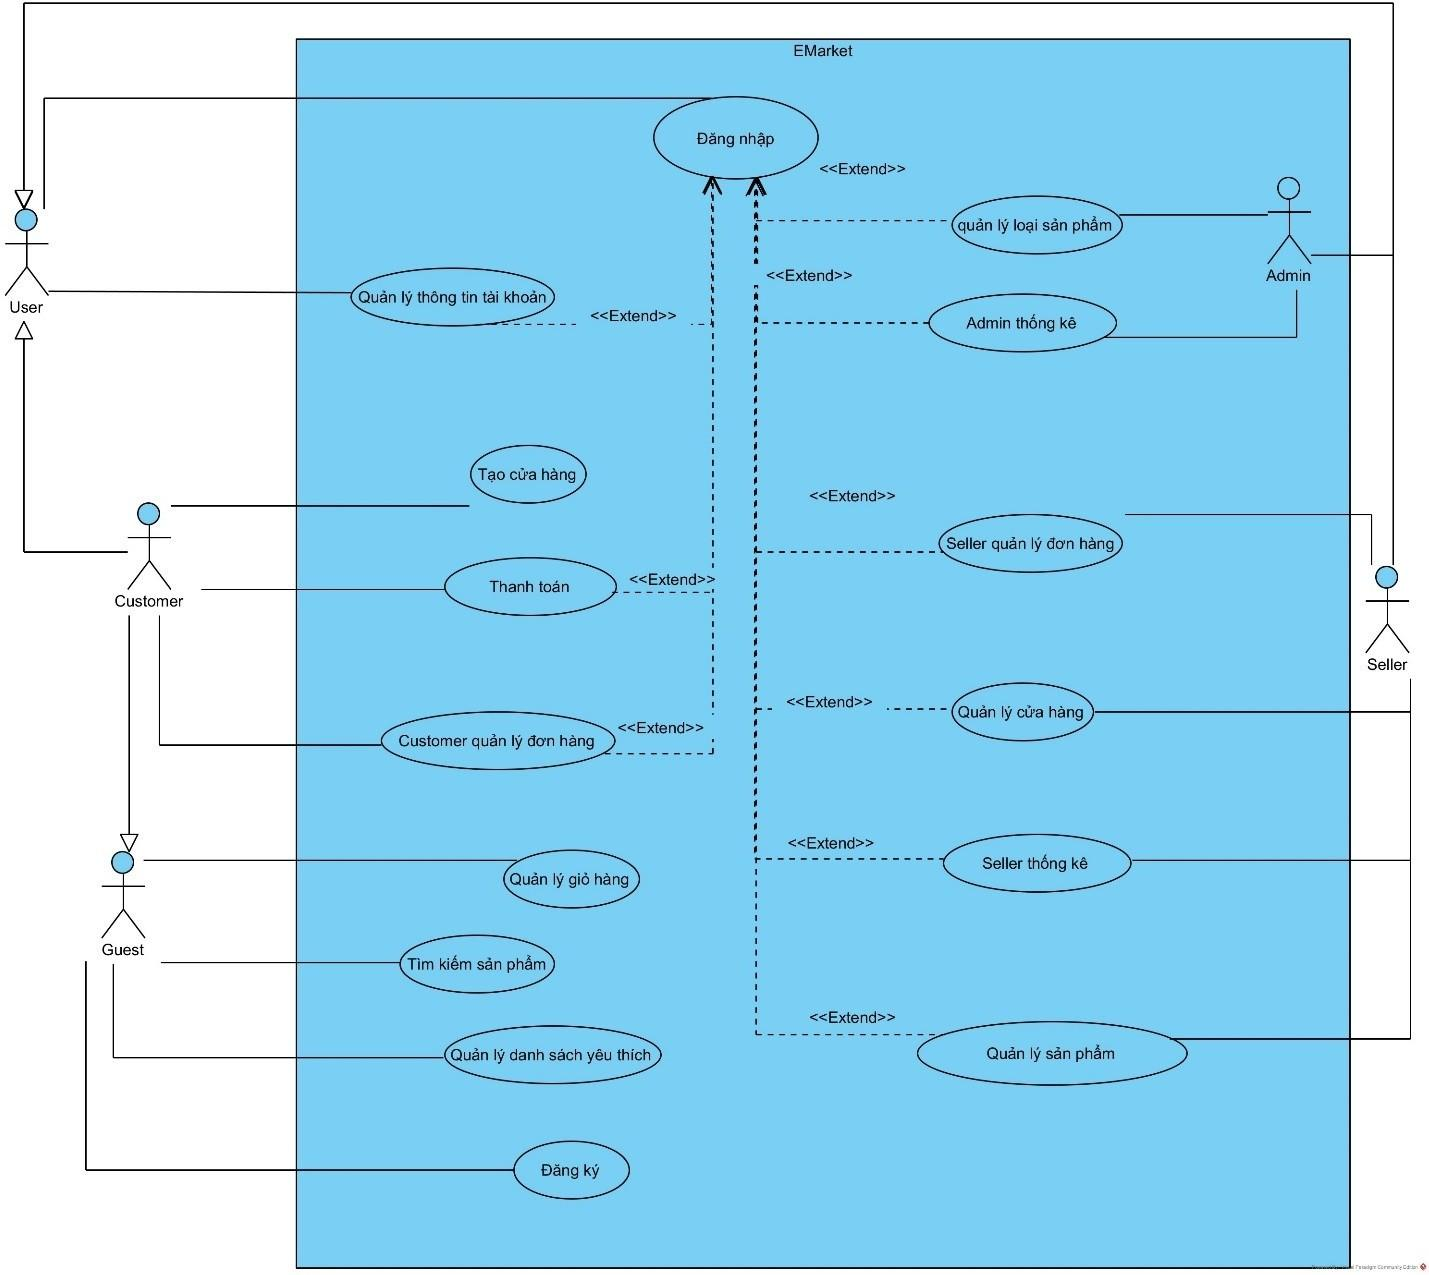 EMarket
Đăng nhập
<<Extend>>
quản lý loại sản phẩm
<<Extend>>
Admin
User
Quản lý thông tin tài khoản
<<Extend>>
Admin thống kê
Tạo cửa hàng
<<Extend>>
Seller quản lý đơn hàng
Thanh toán
<<Extend>>
Customer
Seller
<<Extend>>
Quản lý cửa hàng
<<Extend>>
Customer quản lý đơn hàng
<<Extend>>
Seller thống kê
Quản lý giỏ hàng
Guest
Tìm kiếm sản phẩm
<<Extend>>
Quản lý danh sách yêu thích
Quản lý sản phẩm
Đăng ký
Paradigm Community Edition